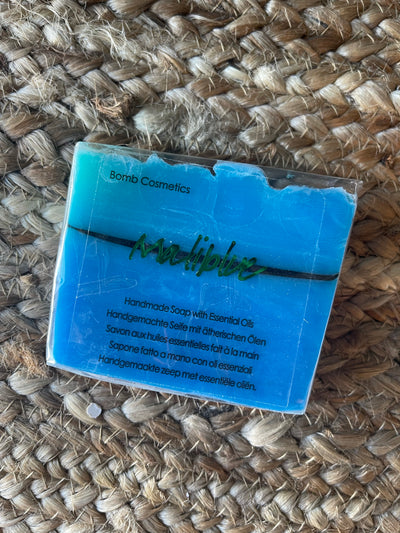 Bomb Cosmetics
malibu
Handmade Soap with Essential Oils
Handgemachte Seife mit ätherischen Ölen
Savon aux huiles essentielles fait à la main
Sapone fatto a mano con oli essenziali
Handgemaakte zeep met essentiële oliën.